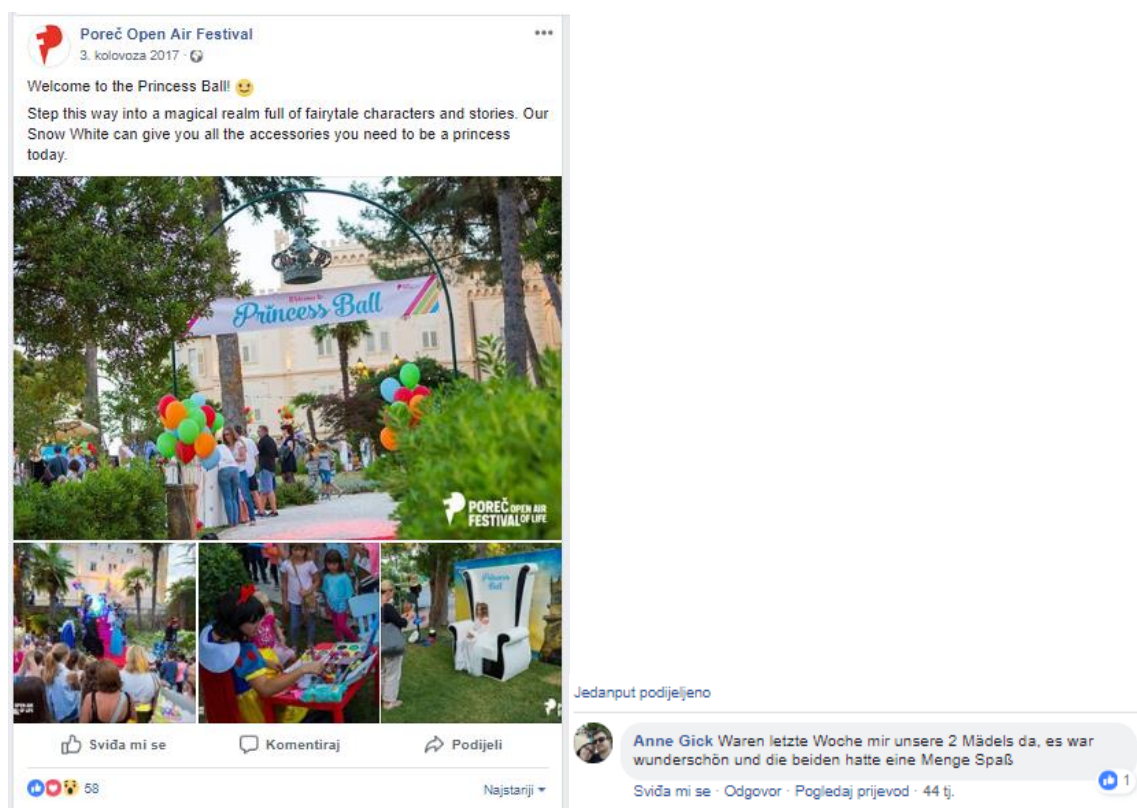 Poreč Open Air Festival
3. kolovoza 2017 ·
Welcome to the Princess Ball!
Step this way into a magical realm full of fairytale characters and stories. Our
Snow White can give you all the accessories you need to be a princess
today.
Welcome to
Princess Ball
POREČ OPEN AIR
FESTIVAL OF LIFE
Princess
Ball
Sviđa mi se
Komentiraj
Podijeli
58
Najstariji
Jedanput podijeljeno
Anne Gick Waren letzte Woche mir unsere 2 Mädels da, es war
wunderschön und die beiden hatte eine Menge Spaß
1
Sviđa mi se · Odgovor · Pogledaj prijevod · 44 tj.